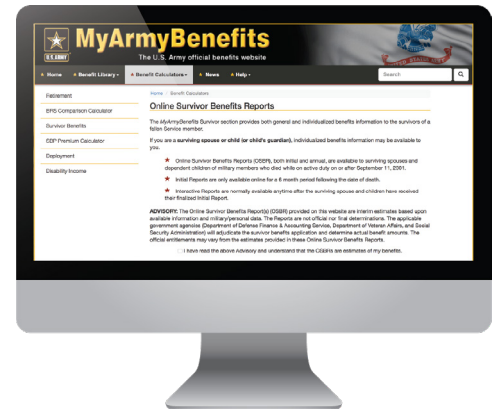 MyArmyBenefits
U.S. ARMY
The U.S. Army official benefits website
Home Benefit Library Benefit Calculators News Help Search
Home Benefit Calculators
Retirement
Online Survivor Benefits Reports
BRS Comparison Calculator
Survivor Benefits
SBP Premium Calculator
Deployment
Disability Income
The MyArmyBenefits Survivor section provides both general and individualized benefits information to the survivors of a
fallen Service member.
If you are a surviving spouse or child (or child's guardian), individualized benefits information may be available to
you.
Online Survivor Benefits Reports (OSBR), both initial and annual, are available to surviving spouses and
dependent children of military members who died while on active duty on or after September 11, 2001.
Initial Reports are only available online for a 6 month period following the date of death.
Interactive Reports are normally available anytime after the surviving spouse and children have received
their finalized Initial Report.
ADVISORY: The Online Survivor Benefits Report(s) (OSBR) provided on this website are interim estimates based upon
available information and military/personal data. The Reports are not official nor final determinations. The applicable
government agencies (Department of Defense Finance & Accounting Service, Department of Veteran Affairs, and Social
Security Administration) will adjudicate the survivor benefits application and determine actual benefit amounts. The
official entitlements may vary from the estimates provided in these Online Survivor Benefits Reports.
I have read the above Advisory and understand that the OSBRs are estimates of my benefits.